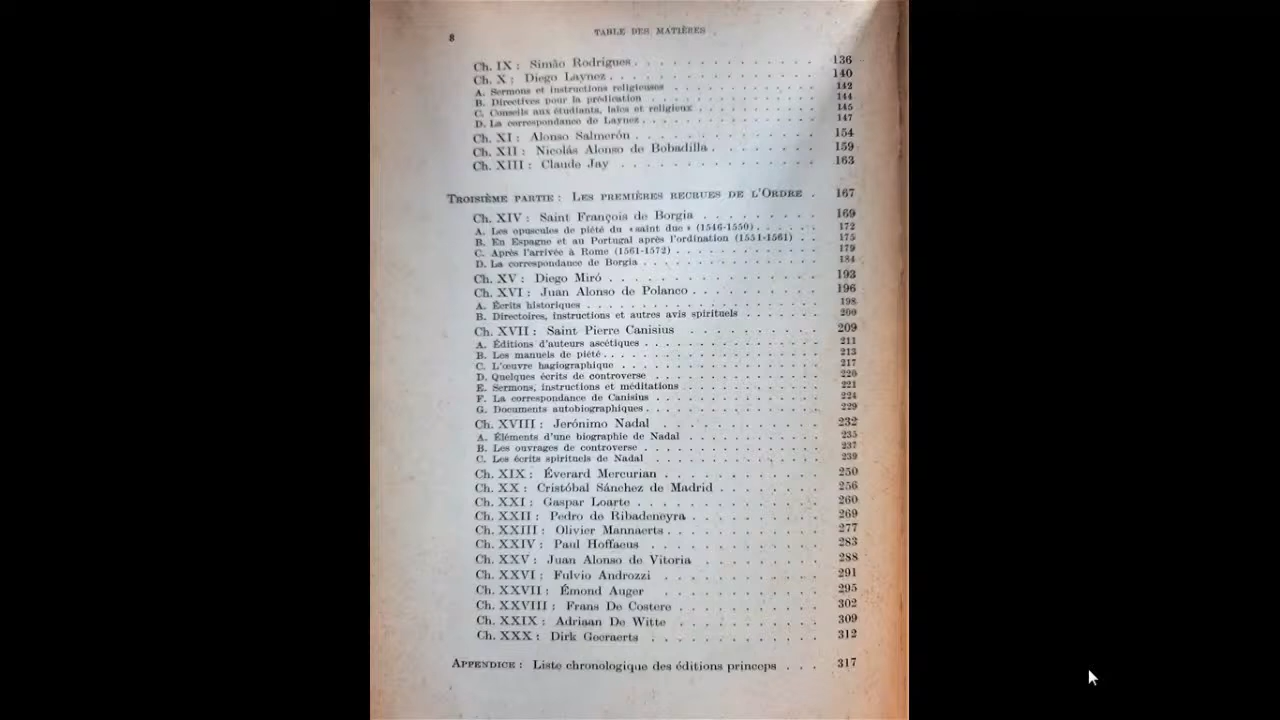 8 TABLE DES MATIÈRES
Ch. IX : Simão Rodrigues . . . . . . . . . . . . 136
Ch. X : Diego Laynez . . . . . . . . . . . . . 140
A. Sermons et instructions religieuses . . . . . . . . . . 142
B. Directives pour la prédication . . . . . . . . . . . 144
C. Conseils aux étudiants, laïcs et religieux . . . . . . . . 145
D. La correspondance de Laynez . . . . . . . . . . . 147
Ch. XI : Alonso Salmerón . . . . . . . . . . . . 154
Ch. XII : Nicolás Alonso de Bobadilla . . . . . . . . 159
Ch. XIII : Claude Jay . . . . . . . . . . . . . 163
TROISIÈME PARTIE : LES PREMIÈRES RECRUES DE L'ORDRE . 167
Ch. XIV : Saint François de Borgia . . . . . . . . . 169
A. Les opuscules de piété du « saint duc » (1546-1550) . . . . . 172
B. En Espagne et au Portugal après l'ordination (1551-1561) . . 175
C. Après l'arrivée à Rome (1561-1572) . . . . . . . . . 179
D. La correspondance de Borgia . . . . . . . . . . . 184
Ch. XV : Diego Miró . . . . . . . . . . . . . 193
Ch. XVI : Juan Alonso de Polanco . . . . . . . . . 196
A. Écrits historiques . . . . . . . . . . . . . . 198
B. Directoires, instructions et autres avis spirituels . . . . . . 200
Ch. XVII : Saint Pierre Canisius . . . . . . . . . . 209
A. Éditions d'auteurs ascétiques . . . . . . . . . . . 211
B. Les manuels de piété . . . . . . . . . . . . . 213
C. L'œuvre hagiographique . . . . . . . . . . . . 217
D. Quelques écrits de controverse . . . . . . . . . . . 220
E. Sermons, instructions et méditations . . . . . . . . . 221
F. La correspondance de Canisius . . . . . . . . . . . 224
G. Documents autobiographiques . . . . . . . . . . . 229
Ch. XVIII : Jerónimo Nadal . . . . . . . . . . . 232
A. Éléments d'une biographie de Nadal . . . . . . . . . 235
B. Les ouvrages de controverse . . . . . . . . . . . 237
C. Les écrits spirituels de Nadal . . . . . . . . . . . 239
Ch. XIX : Éverard Mercurian . . . . . . . . . . . 250
Ch. XX : Cristóbal Sánchez de Madrid . . . . . . . . 256
Ch. XXI : Gaspar Loarte . . . . . . . . . . . . 260
Ch. XXII : Pedro de Ribadeneyra . . . . . . . . . . 269
Ch. XXIII : Olivier Mannaerts . . . . . . . . . . . 277
Ch. XXIV : Paul Hoffaeus . . . . . . . . . . . . 283
Ch. XXV : Juan Alonso de Vitoria . . . . . . . . . 288
Ch. XXVI : Fulvio Androzzi . . . . . . . . . . . 291
Ch. XXVII : Émond Auger . . . . . . . . . . . . 295
Ch. XXVIII : Frans De Costere . . . . . . . . . . 302
Ch. XXIX : Adriaan De Witte . . . . . . . . . . . 309
Ch. XXX : Dirk Geeraerts . . . . . . . . . . . . 312
APPENDICE : Liste chronologique des éditions princeps . . . 317